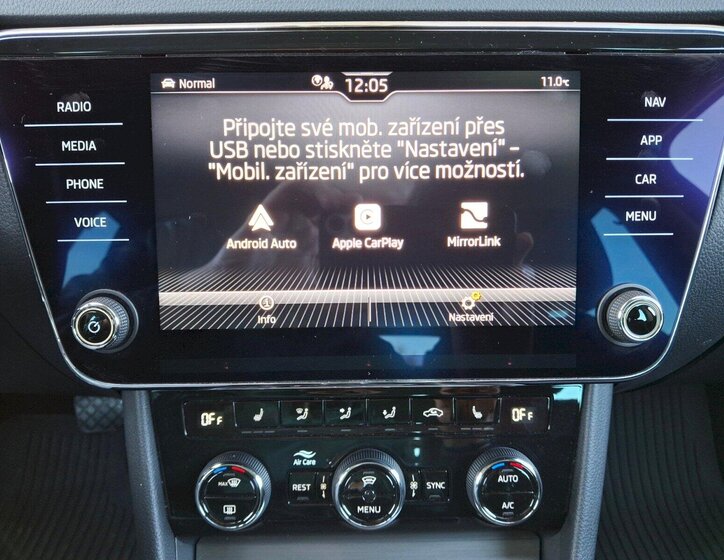 Normal
12:05
11.0°C
Připojte své mob. zařízení přes
USB nebo stiskněte "Nastavení" –
"Mobil. zařízení" pro více možností.
Android Auto
Apple CarPlay
MirrorLink
Info
Nastavení
RADIO
MEDIA
PHONE
VOICE
NAV
APP
CAR
MENU
OFF
OFF
Air Care
MAX
REST
MENU
SYNC
AUTO
A/C